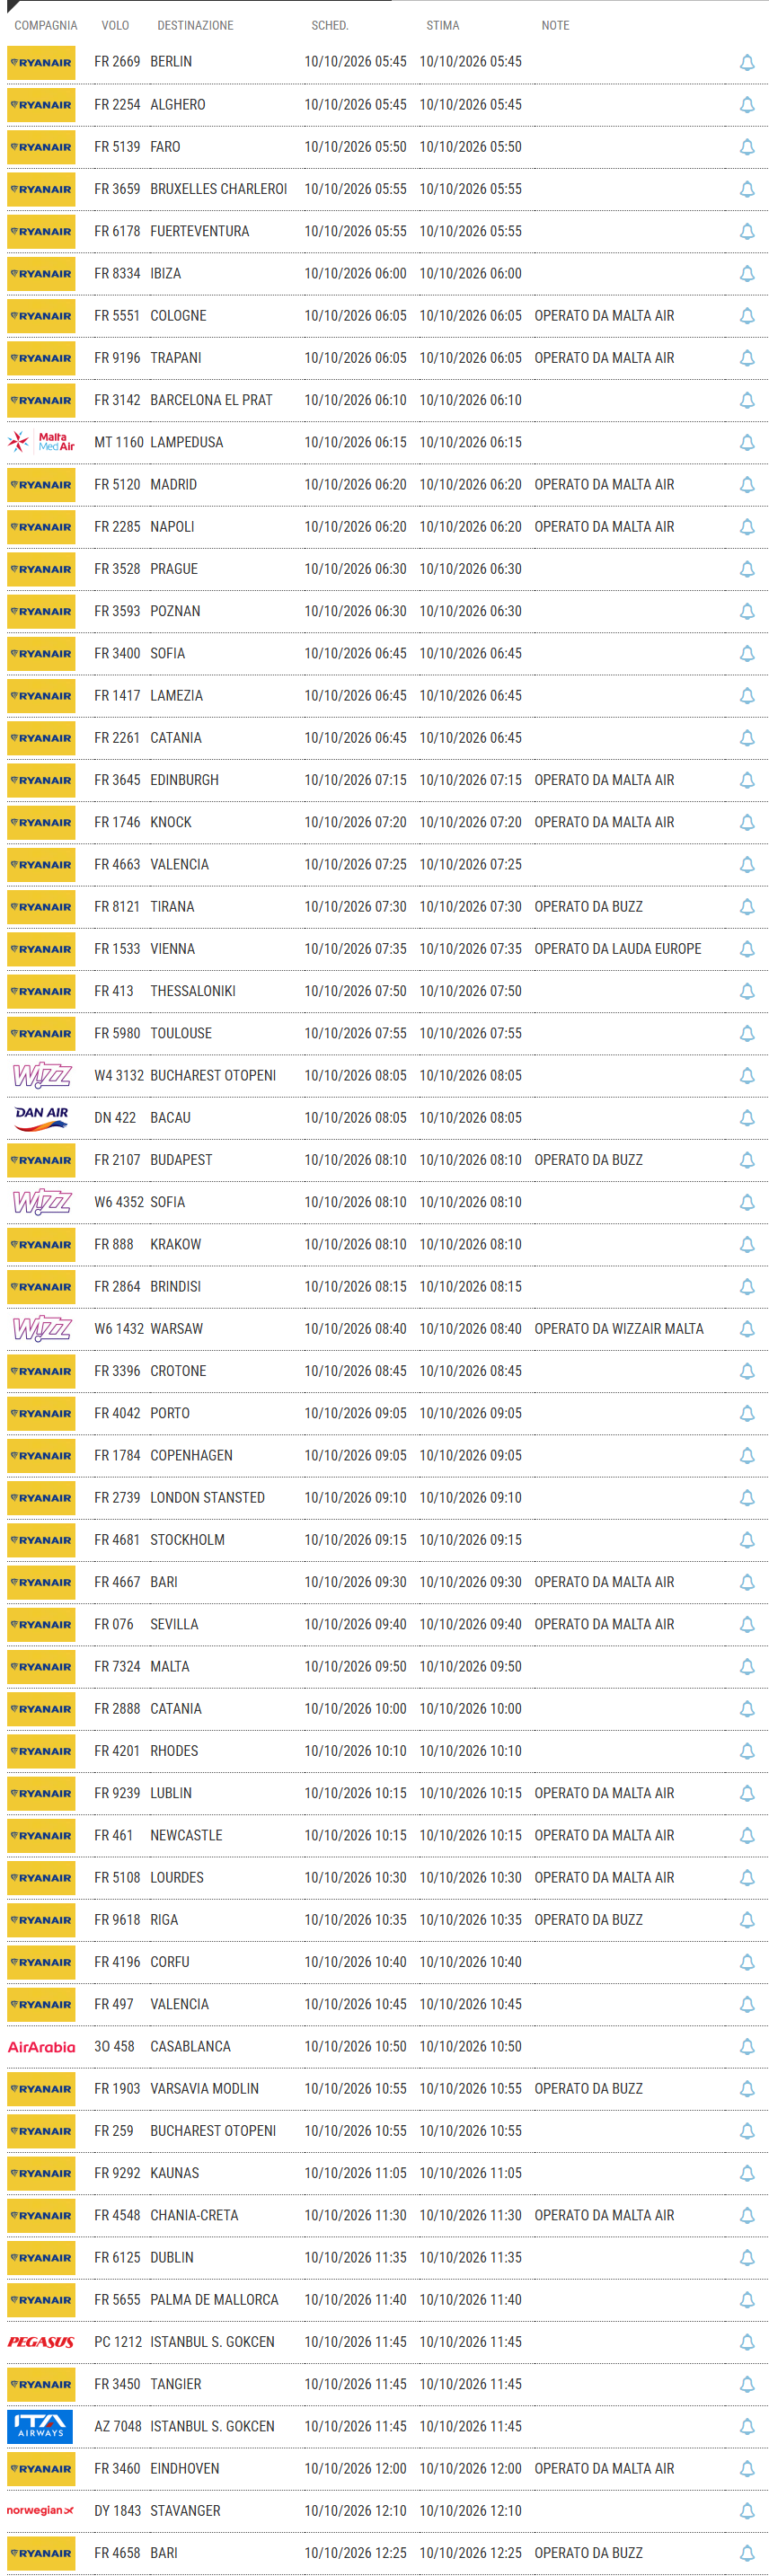 COMPAGNIA VOLO DESTINAZIONE SCHED. STIMA NOTE
RYANAIR FR 2669 BERLIN 10/10/2026 05:45 10/10/2026 05:45
RYANAIR FR 2254 ALGHERO 10/10/2026 05:45 10/10/2026 05:45
RYANAIR FR 5139 FARO 10/10/2026 05:50 10/10/2026 05:50
RYANAIR FR 3659 BRUXELLES CHARLEROI 10/10/2026 05:55 10/10/2026 05:55
RYANAIR FR 6178 FUERTEVENTURA 10/10/2026 05:55 10/10/2026 05:55
RYANAIR FR 8334 IBIZA 10/10/2026 06:00 10/10/2026 06:00
RYANAIR FR 5551 COLOGNE 10/10/2026 06:05 10/10/2026 06:05 OPERATO DA MALTA AIR
RYANAIR FR 9196 TRAPANI 10/10/2026 06:05 10/10/2026 06:05 OPERATO DA MALTA AIR
RYANAIR FR 3142 BARCELONA EL PRAT 10/10/2026 06:10 10/10/2026 06:10
Malta MedAir MT 1160 LAMPEDUSA 10/10/2026 06:15 10/10/2026 06:15
RYANAIR FR 5120 MADRID 10/10/2026 06:20 10/10/2026 06:20 OPERATO DA MALTA AIR
RYANAIR FR 2285 NAPOLI 10/10/2026 06:20 10/10/2026 06:20 OPERATO DA MALTA AIR
RYANAIR FR 3528 PRAGUE 10/10/2026 06:30 10/10/2026 06:30
RYANAIR FR 3593 POZNAN 10/10/2026 06:30 10/10/2026 06:30
RYANAIR FR 3400 SOFIA 10/10/2026 06:45 10/10/2026 06:45
RYANAIR FR 1417 LAMEZIA 10/10/2026 06:45 10/10/2026 06:45
RYANAIR FR 2261 CATANIA 10/10/2026 06:45 10/10/2026 06:45
RYANAIR FR 3645 EDINBURGH 10/10/2026 07:15 10/10/2026 07:15 OPERATO DA MALTA AIR
RYANAIR FR 1746 KNOCK 10/10/2026 07:20 10/10/2026 07:20 OPERATO DA MALTA AIR
RYANAIR FR 4663 VALENCIA 10/10/2026 07:25 10/10/2026 07:25
RYANAIR FR 8121 TIRANA 10/10/2026 07:30 10/10/2026 07:30 OPERATO DA BUZZ
RYANAIR FR 1533 VIENNA 10/10/2026 07:35 10/10/2026 07:35 OPERATO DA LAUDA EUROPE
RYANAIR FR 413 THESSALONIKI 10/10/2026 07:50 10/10/2026 07:50
RYANAIR FR 5980 TOULOUSE 10/10/2026 07:55 10/10/2026 07:55
WIZZ W4 3132 BUCHAREST OTOPENI 10/10/2026 08:05 10/10/2026 08:05
DAN AIR DN 422 BACAU 10/10/2026 08:05 10/10/2026 08:05
RYANAIR FR 2107 BUDAPEST 10/10/2026 08:10 10/10/2026 08:10 OPERATO DA BUZZ
WIZZ W6 4352 SOFIA 10/10/2026 08:10 10/10/2026 08:10
RYANAIR FR 888 KRAKOW 10/10/2026 08:10 10/10/2026 08:10
RYANAIR FR 2864 BRINDISI 10/10/2026 08:15 10/10/2026 08:15
WIZZ W6 1432 WARSAW 10/10/2026 08:40 10/10/2026 08:40 OPERATO DA WIZZAIR MALTA
RYANAIR FR 3396 CROTONE 10/10/2026 08:45 10/10/2026 08:45
RYANAIR FR 4042 PORTO 10/10/2026 09:05 10/10/2026 09:05
RYANAIR FR 1784 COPENHAGEN 10/10/2026 09:05 10/10/2026 09:05
RYANAIR FR 2739 LONDON STANSTED 10/10/2026 09:10 10/10/2026 09:10
RYANAIR FR 4681 STOCKHOLM 10/10/2026 09:15 10/10/2026 09:15
RYANAIR FR 4667 BARI 10/10/2026 09:30 10/10/2026 09:30 OPERATO DA MALTA AIR
RYANAIR FR 076 SEVILLA 10/10/2026 09:40 10/10/2026 09:40 OPERATO DA MALTA AIR
RYANAIR FR 7324 MALTA 10/10/2026 09:50 10/10/2026 09:50
RYANAIR FR 2888 CATANIA 10/10/2026 10:00 10/10/2026 10:00
RYANAIR FR 4201 RHODES 10/10/2026 10:10 10/10/2026 10:10
RYANAIR FR 9239 LUBLIN 10/10/2026 10:15 10/10/2026 10:15 OPERATO DA MALTA AIR
RYANAIR FR 461 NEWCASTLE 10/10/2026 10:15 10/10/2026 10:15 OPERATO DA MALTA AIR
RYANAIR FR 5108 LOURDES 10/10/2026 10:30 10/10/2026 10:30 OPERATO DA MALTA AIR
RYANAIR FR 9618 RIGA 10/10/2026 10:35 10/10/2026 10:35 OPERATO DA BUZZ
RYANAIR FR 4196 CORFU 10/10/2026 10:40 10/10/2026 10:40
RYANAIR FR 497 VALENCIA 10/10/2026 10:45 10/10/2026 10:45
AirArabia 3O 458 CASABLANCA 10/10/2026 10:50 10/10/2026 10:50
RYANAIR FR 1903 VARSAVIA MODLIN 10/10/2026 10:55 10/10/2026 10:55 OPERATO DA BUZZ
RYANAIR FR 259 BUCHAREST OTOPENI 10/10/2026 10:55 10/10/2026 10:55
RYANAIR FR 9292 KAUNAS 10/10/2026 11:05 10/10/2026 11:05
RYANAIR FR 4548 CHANIA-CRETA 10/10/2026 11:30 10/10/2026 11:30 OPERATO DA MALTA AIR
RYANAIR FR 6125 DUBLIN 10/10/2026 11:35 10/10/2026 11:35
RYANAIR FR 5655 PALMA DE MALLORCA 10/10/2026 11:40 10/10/2026 11:40
PEGASUS PC 1212 ISTANBUL S. GOKCEN 10/10/2026 11:45 10/10/2026 11:45
RYANAIR FR 3450 TANGIER 10/10/2026 11:45 10/10/2026 11:45
ITA AIRWAYS AZ 7048 ISTANBUL S. GOKCEN 10/10/2026 11:45 10/10/2026 11:45
RYANAIR FR 3460 EINDHOVEN 10/10/2026 12:00 10/10/2026 12:00 OPERATO DA MALTA AIR
norwegian DY 1843 STAVANGER 10/10/2026 12:10 10/10/2026 12:10
RYANAIR FR 4658 BARI 10/10/2026 12:25 10/10/2026 12:25 OPERATO DA BUZZ